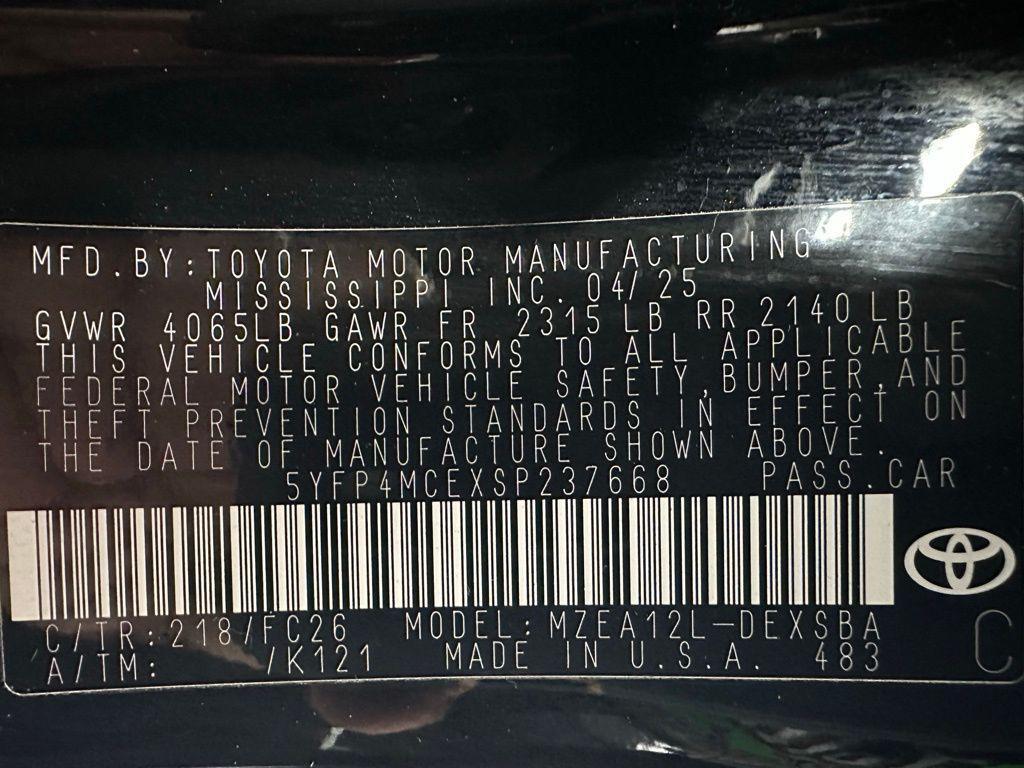 MFD.BY:TOYOTA MOTOR MANUFACTURING
MISSISSIPPI INC. 04/25
GVWR 4065LB GAWR FR 2315 LB RR 2140 LB
THIS VEHICLE CONFORMS TO ALL APPLICABLE
FEDERAL MOTOR VEHICLE SAFETY,BUMPER,AND
THEFT PREVENTION STANDARDS IN EFFECT ON
THE DATE OF MANUFACTURE SHOWN ABOVE.
5YFP4MCEXSP237668 PASS.CAR
C/TR:218/FC26 MODEL:MZEA12L-DEXSBA
A/TM: /K121 MADE IN U.S.A. 483
C